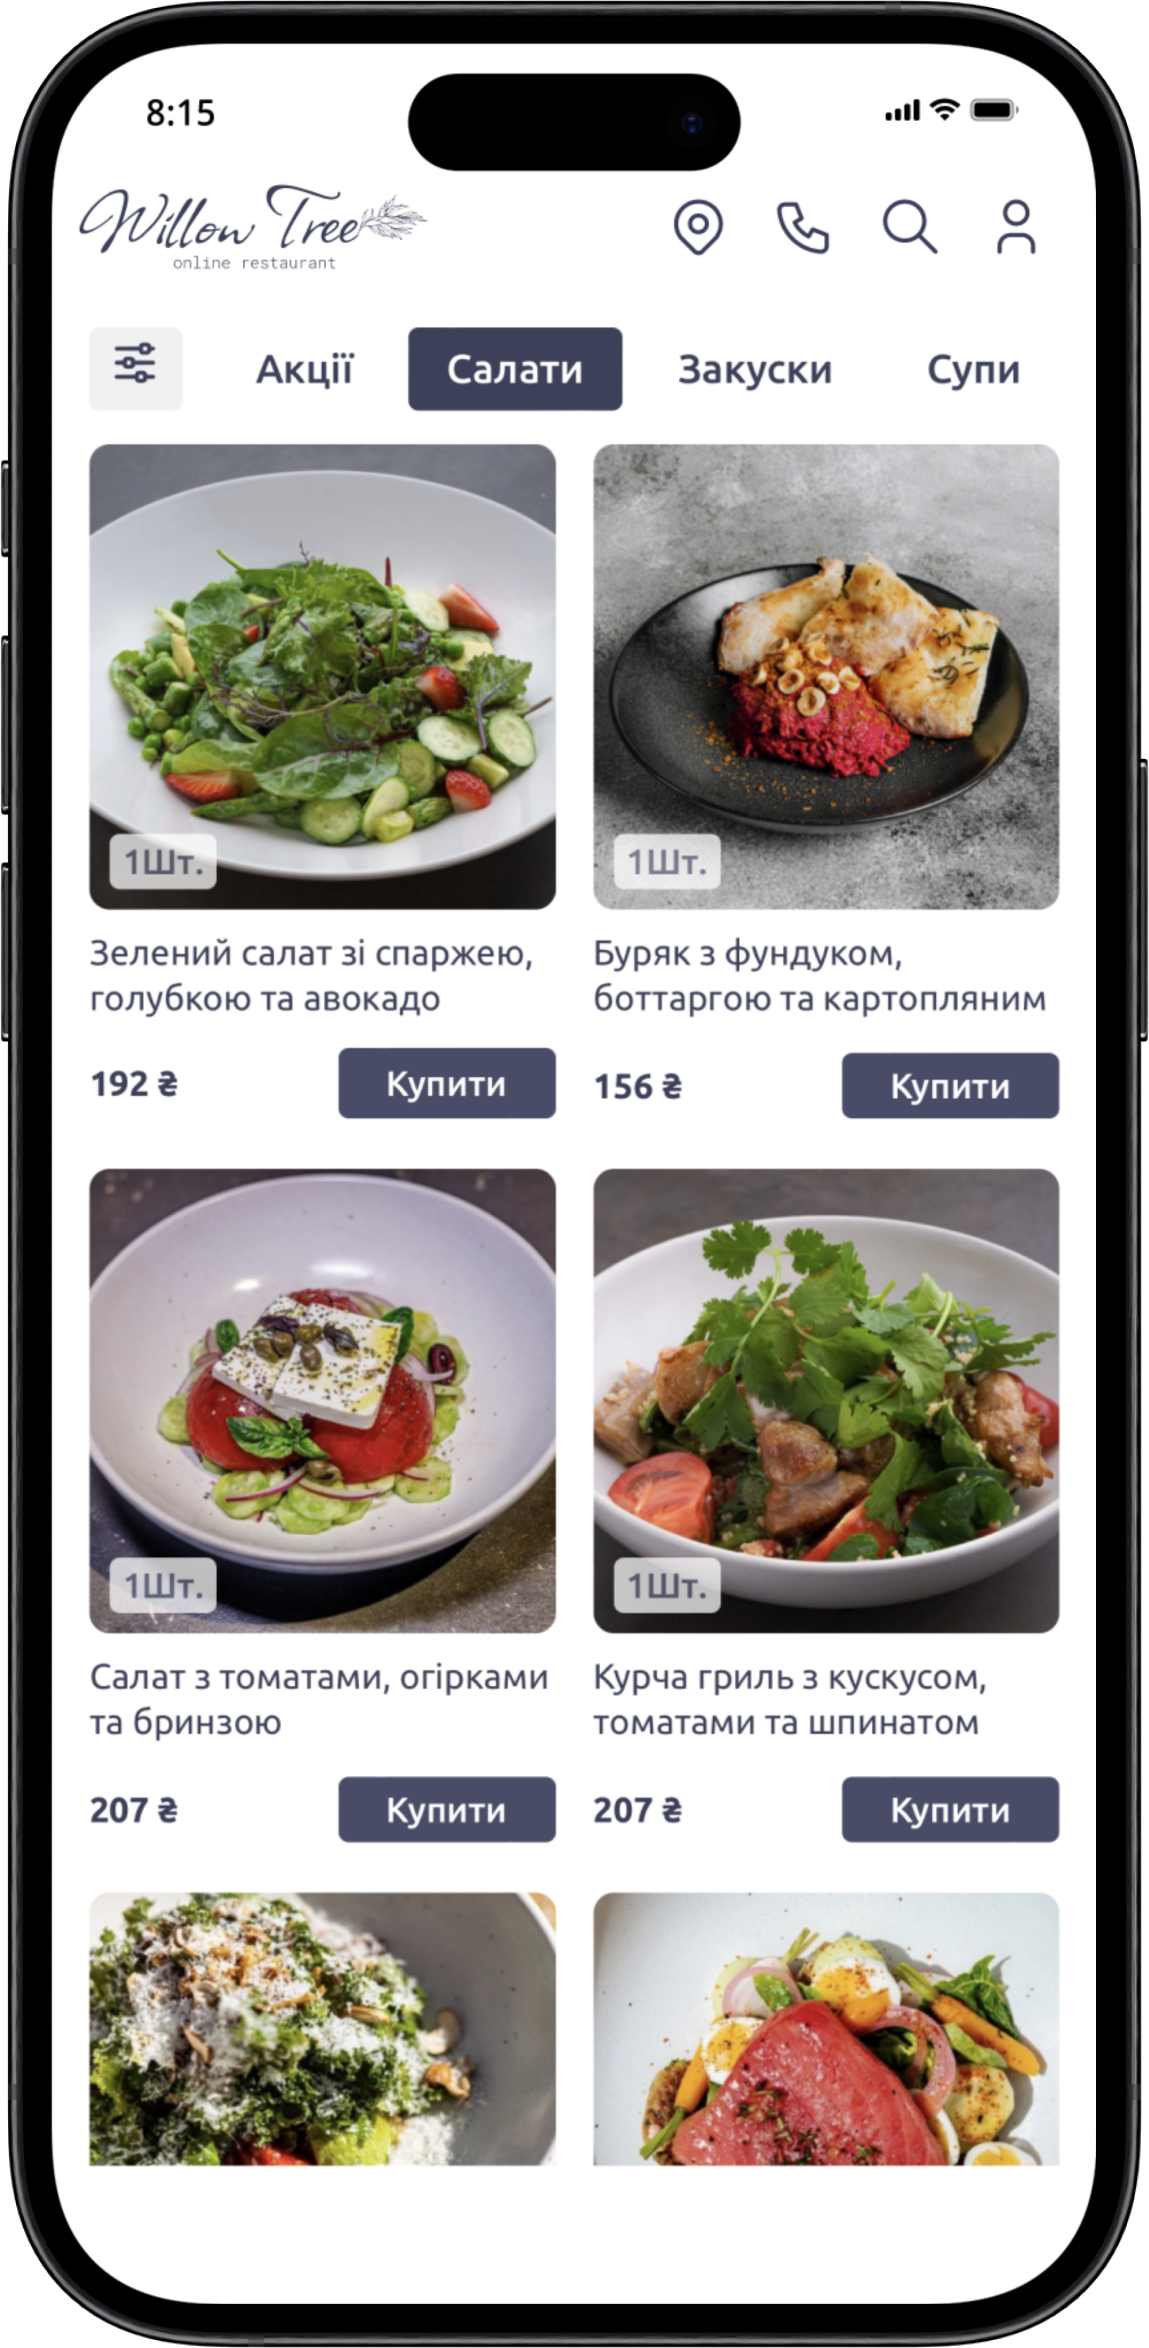 8:15
Willow Tree
online restaurant
Акції Салати Закуски Супи
1Шт. 1Шт.
Зелений салат зі спаржею,
голубкою та авокадо
192 ₴ Купити
Буряк з фундуком,
боттаргою та картопляним
156 ₴ Купити
1Шт. 1Шт.
Салат з томатами, огірками
та бринзою
207 ₴ Купити
Курча гриль з кускусом,
томатами та шпинатом
207 ₴ Купити